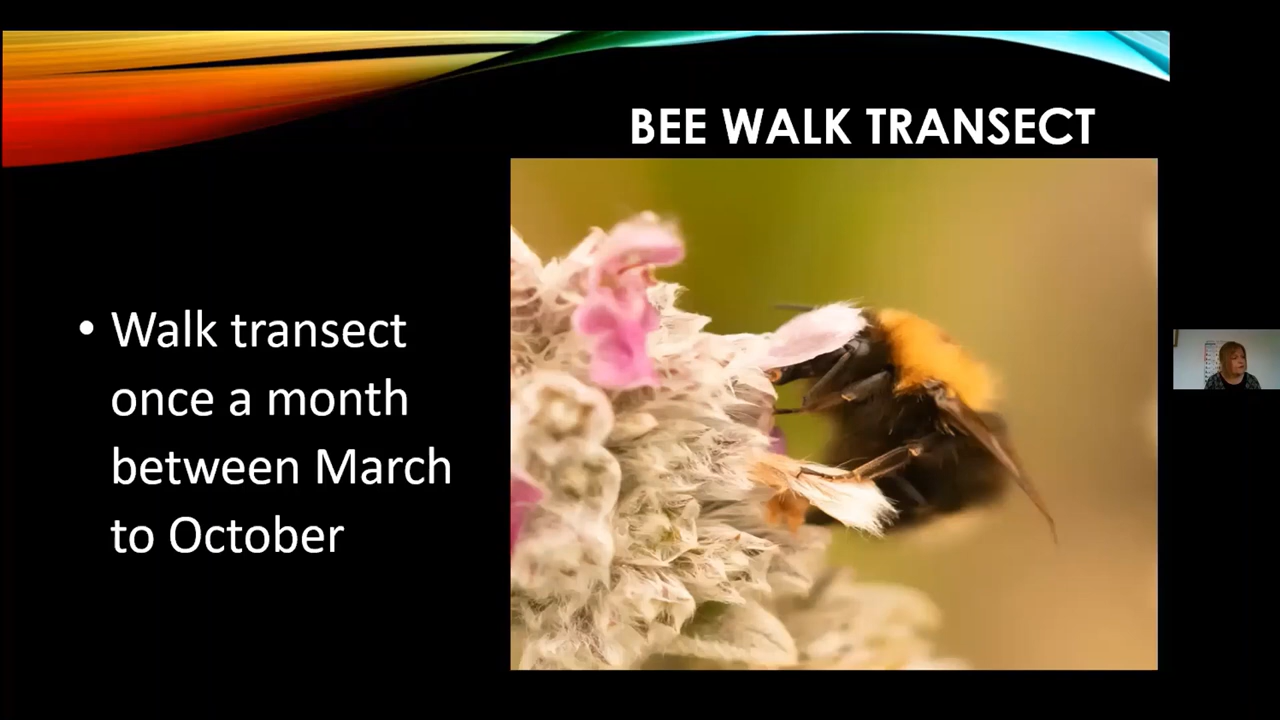 BEE WALK TRANSECT
• Walk transect
once a month
between March
to October